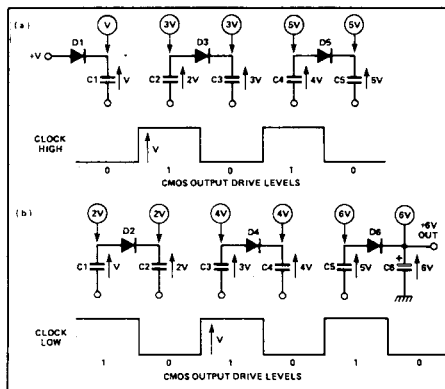 (a)
V 3V 3V 5V 5V
D1 D3 D5
+V
C1 V C2 2V C3 3V C4 4V C5 5V
CLOCK HIGH
V
0 1 0 1 0
CMOS OUTPUT DRIVE LEVELS
(b)
2V 2V 4V 4V 6V 6V
D2 D4 D6 +6V OUT
C1 V C2 2V C3 3V C4 4V C5 5V + C6 6V
CLOCK LOW
V
1 0 1 0 1 0
CMOS OUTPUT DRIVE LEVELS